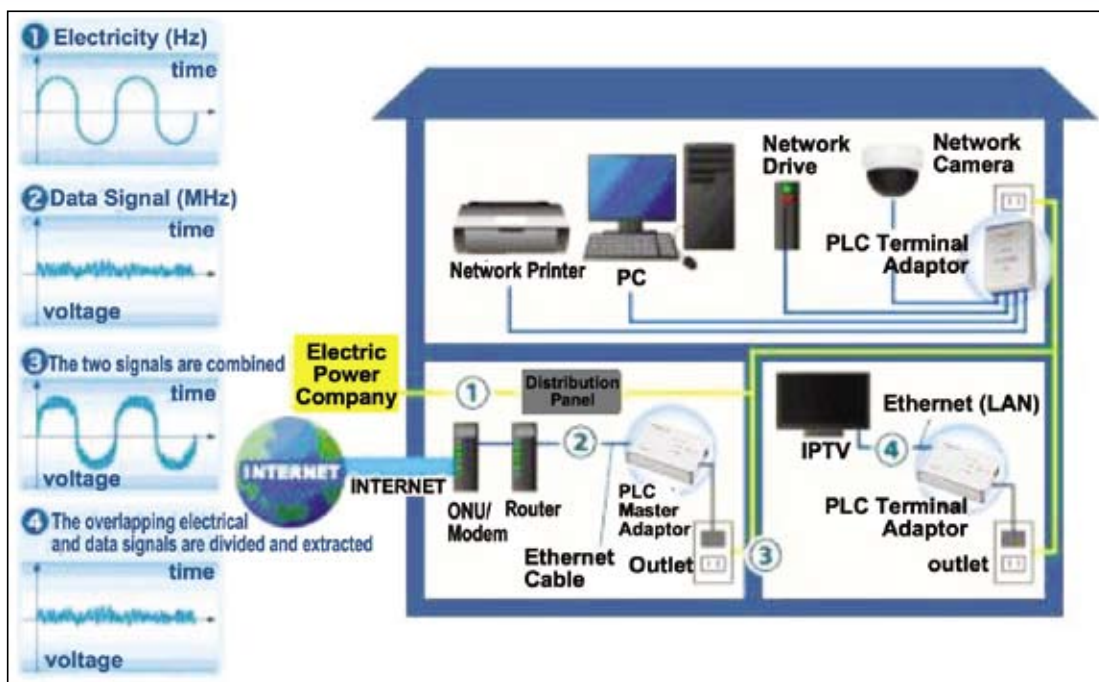 1 Electricity (Hz)
time
2 Data Signal (MHz)
time
voltage
3 The two signals are combined
time
voltage
4 The overlapping electrical
and data signals are divided and extracted
time
voltage
Network
Drive
Network
Camera
Network Printer
PC
PLC Terminal
Adaptor
Electric
Power
Company
1
Distribution
Panel
INTERNET
INTERNET
ONU/
Modem
Router
2
PLC
Master
Adaptor
Ethernet
Cable
Outlet
3
IPTV
4
Ethernet (LAN)
PLC Terminal
Adaptor
outlet